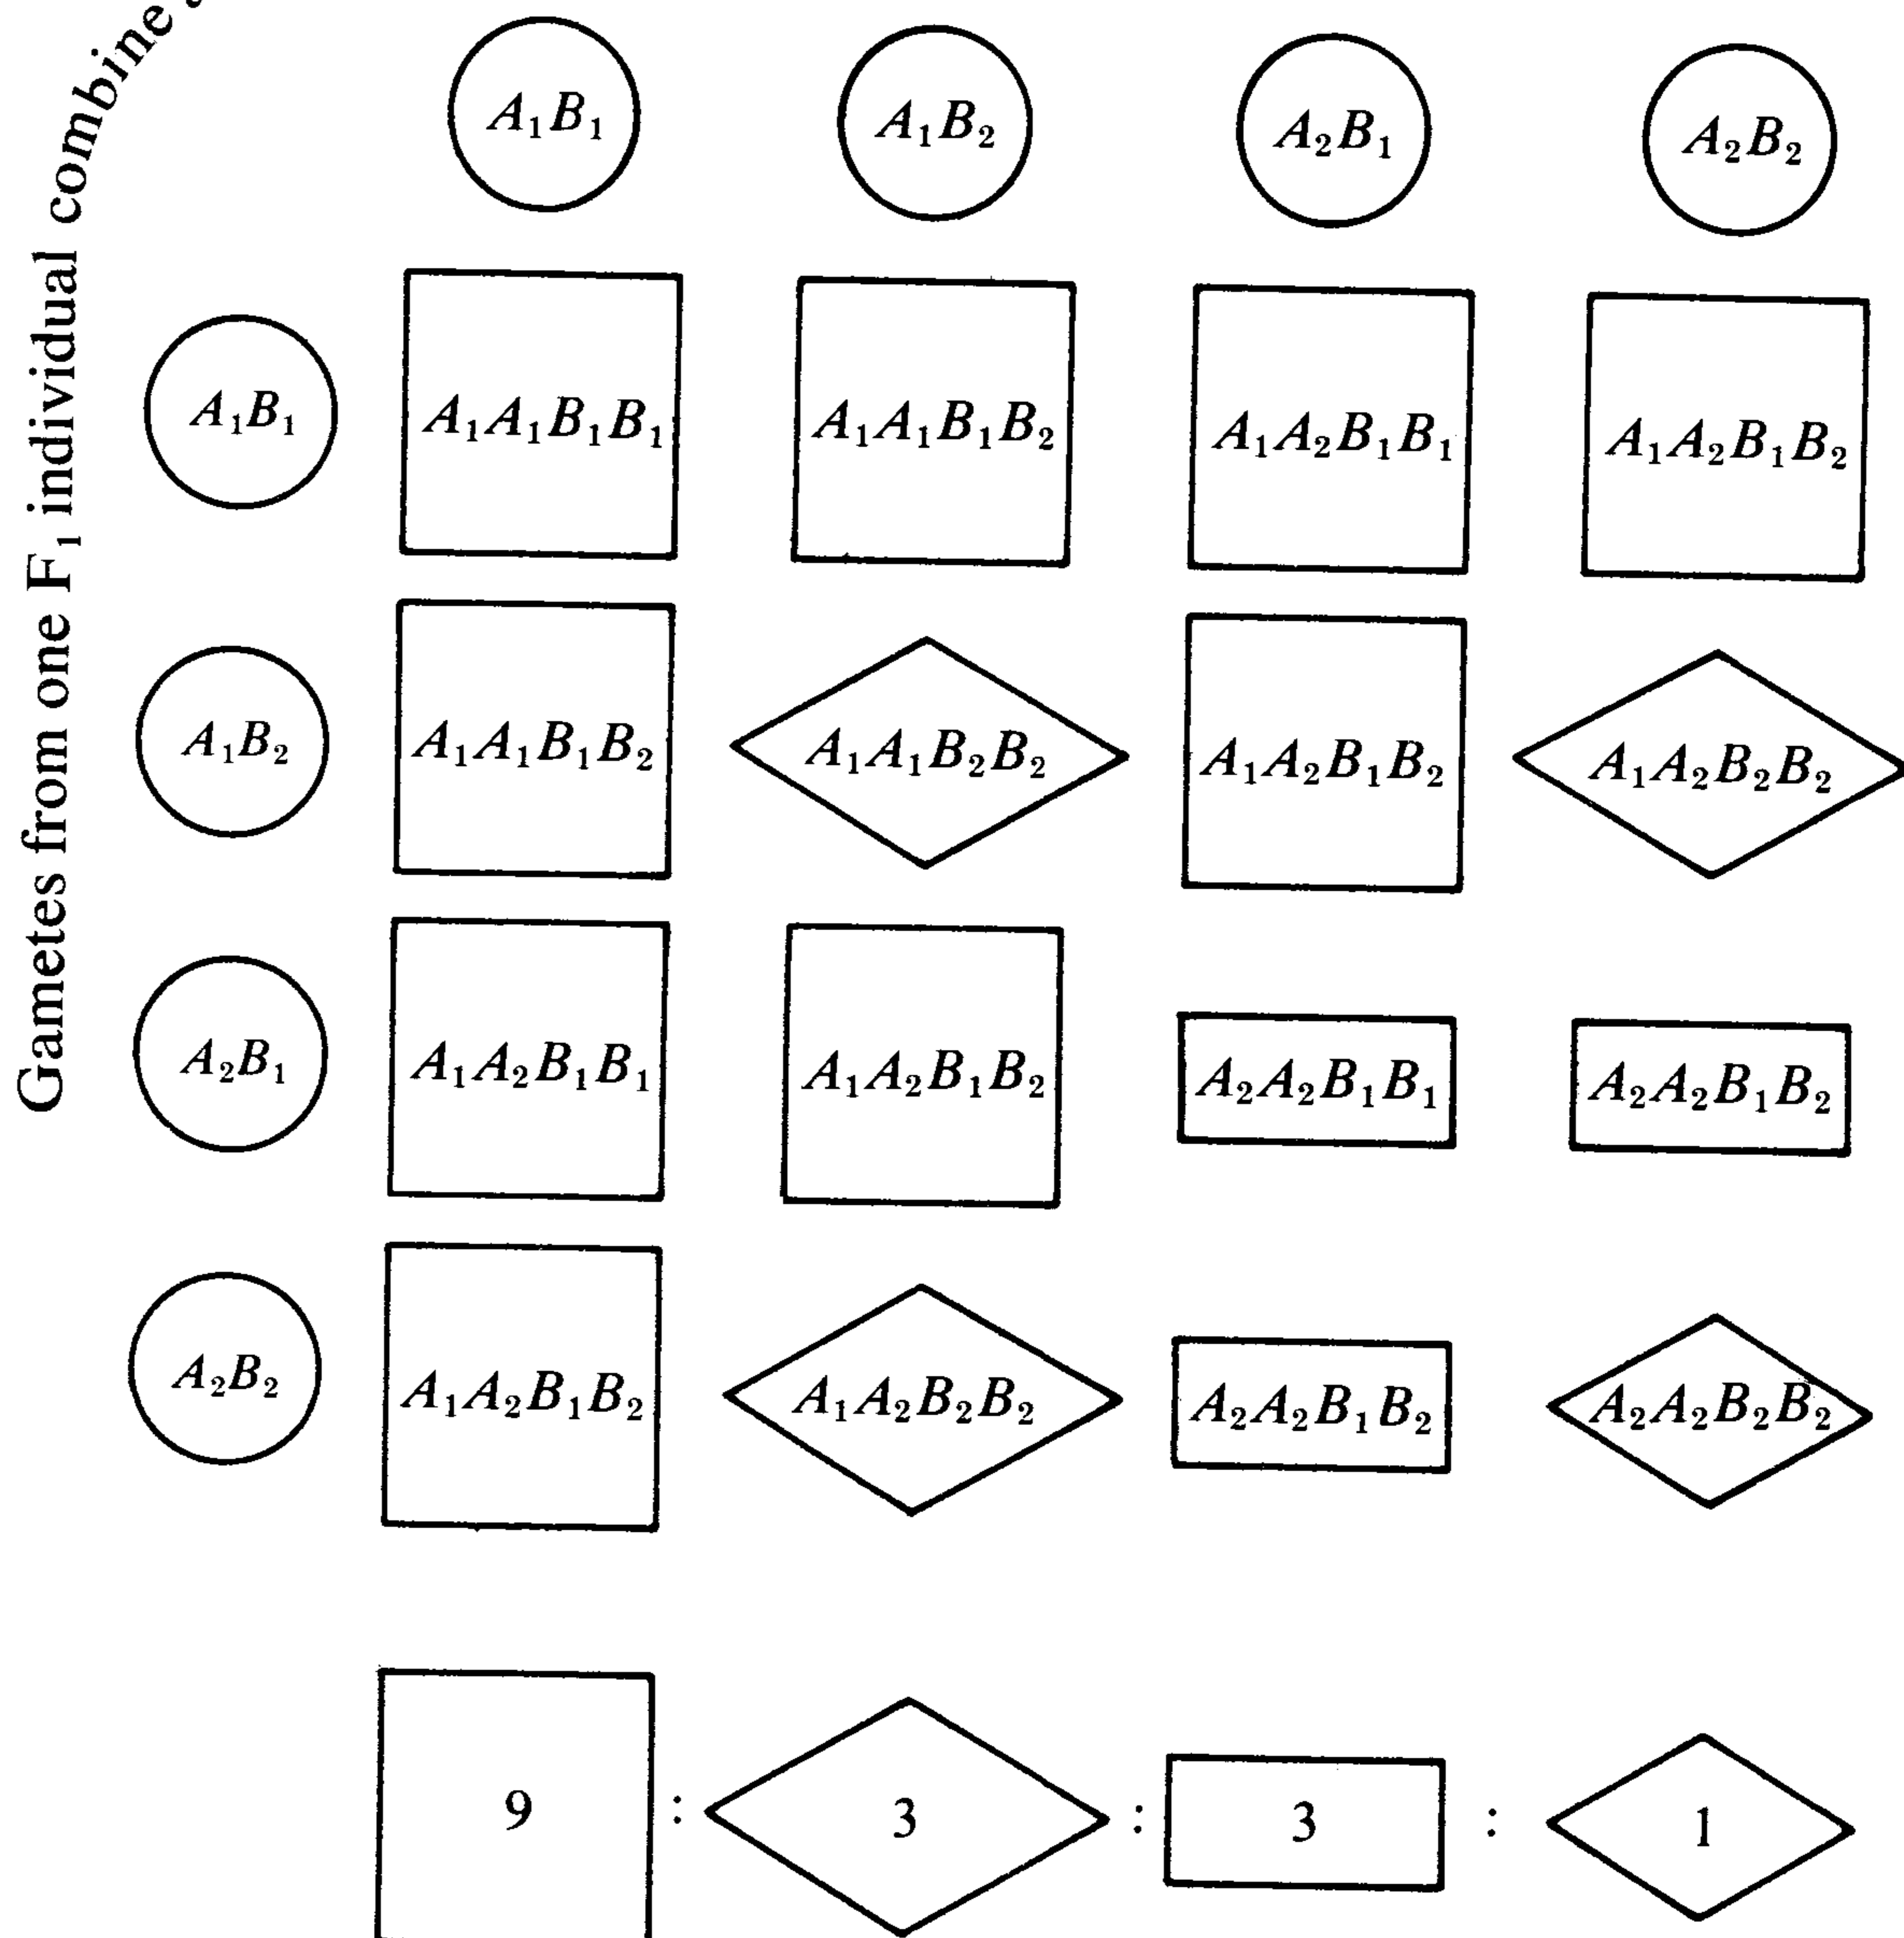 Gametes from one F₁ individual combine
A₁B₁ A₁B₂ A₂B₁ A₂B₂
A₁B₁ A₁A₁B₁B₁ A₁A₁B₁B₂ A₁A₂B₁B₁ A₁A₂B₁B₂
A₁B₂ A₁A₁B₁B₂ A₁A₁B₂B₂ A₁A₂B₁B₂ A₁A₂B₂B₂
A₂B₁ A₁A₂B₁B₁ A₁A₂B₁B₂ A₂A₂B₁B₁ A₂A₂B₁B₂
A₂B₂ A₁A₂B₁B₂ A₁A₂B₂B₂ A₂A₂B₁B₂ A₂A₂B₂B₂
9 : 3 : 3 : 1